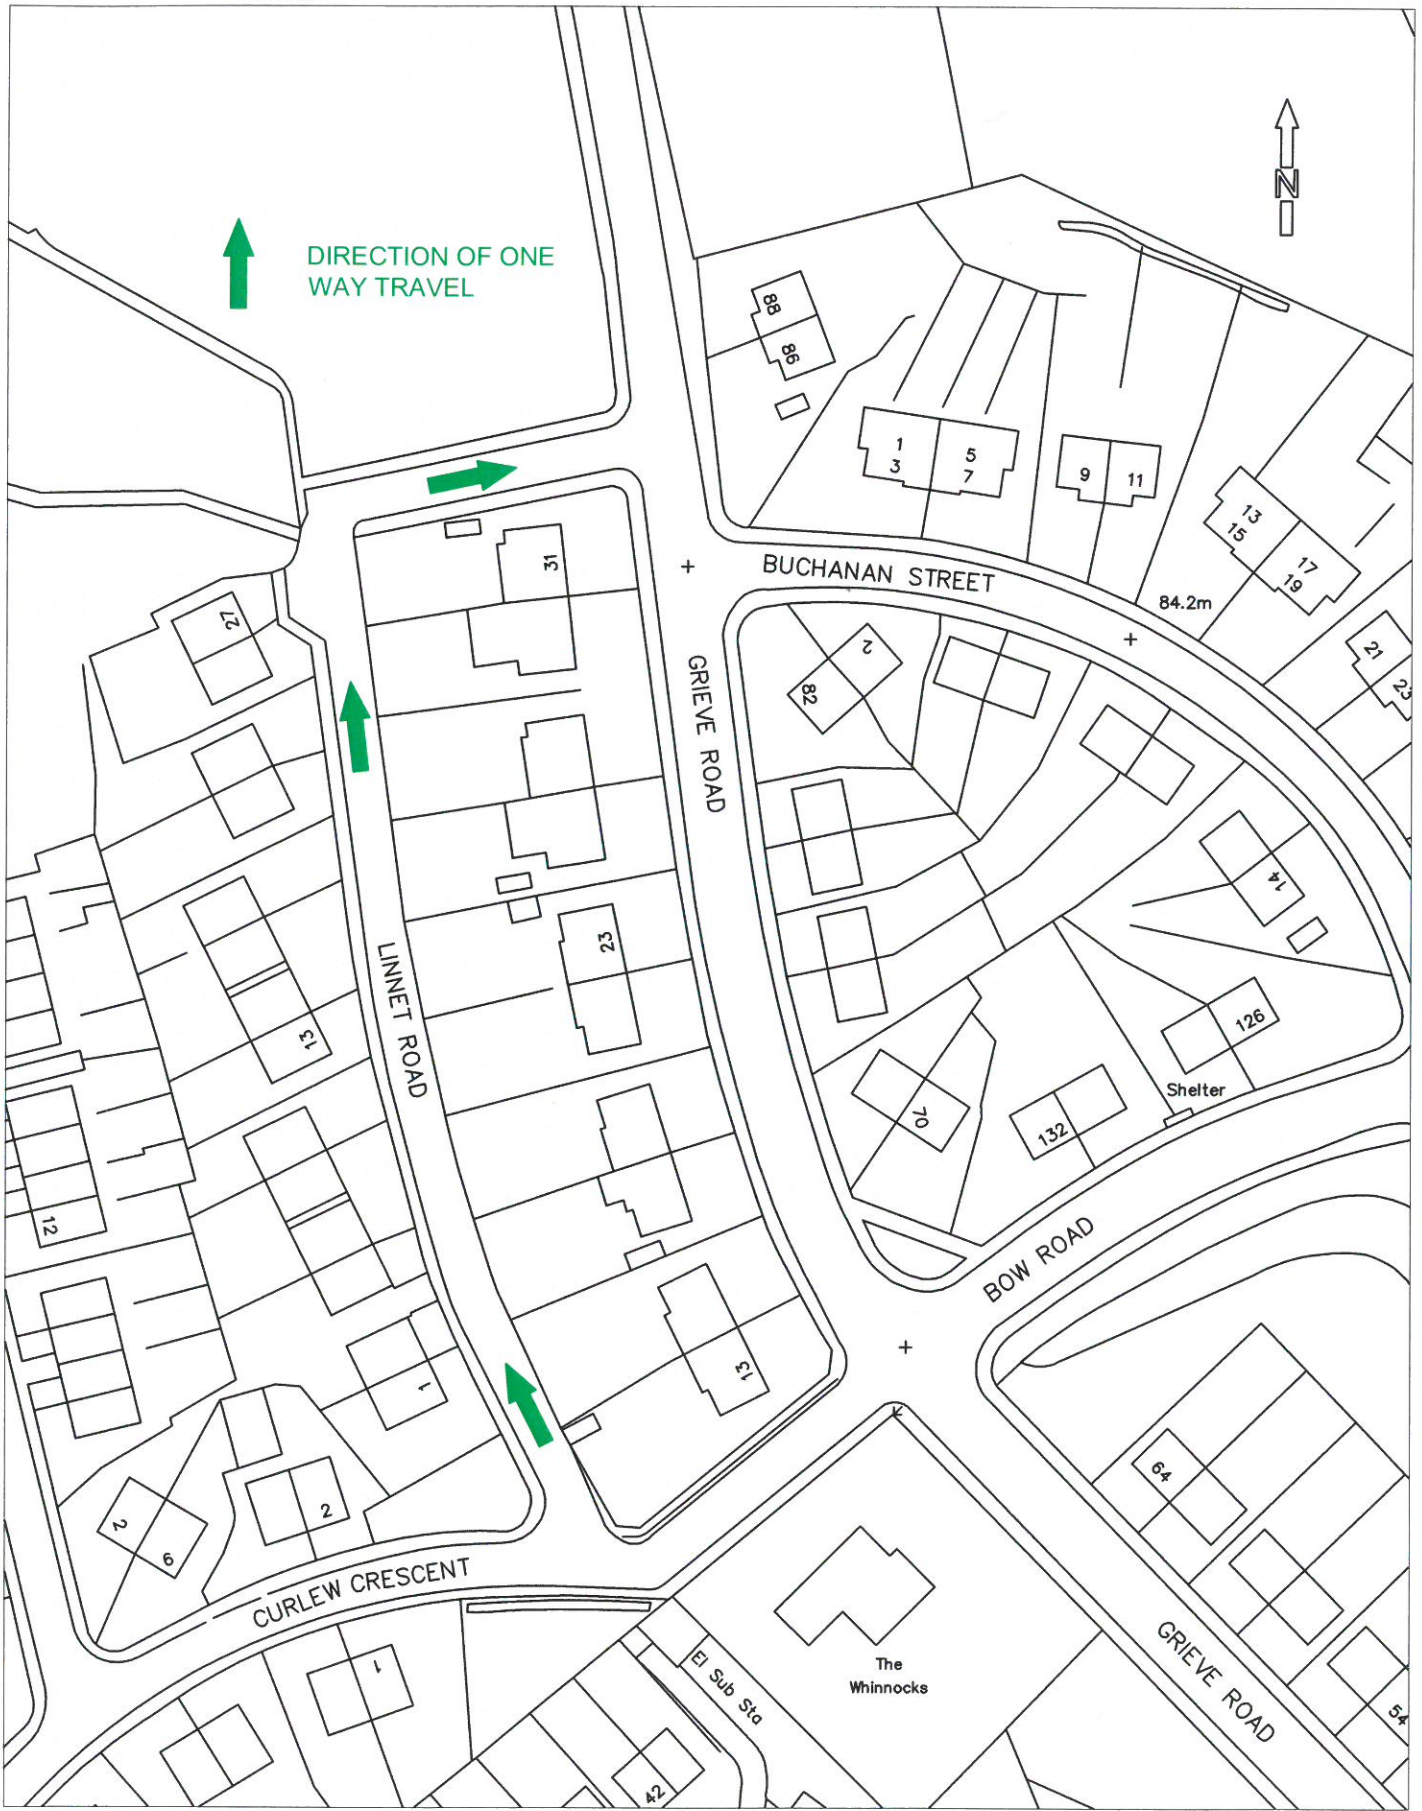 N
DIRECTION OF ONE
WAY TRAVEL
88
86
1
3
5
7
9
11
13
15
17
19
21
23
BUCHANAN STREET
84.2m
31
27
2
82
GRIEVE ROAD
14
23
LINNET ROAD
13
126
Shelter
70
132
12
BOW ROAD
13
1
64
2
2
6
CURLEW CRESCENT
1
El Sub Sta
The
Whinnocks
GRIEVE ROAD
54
42